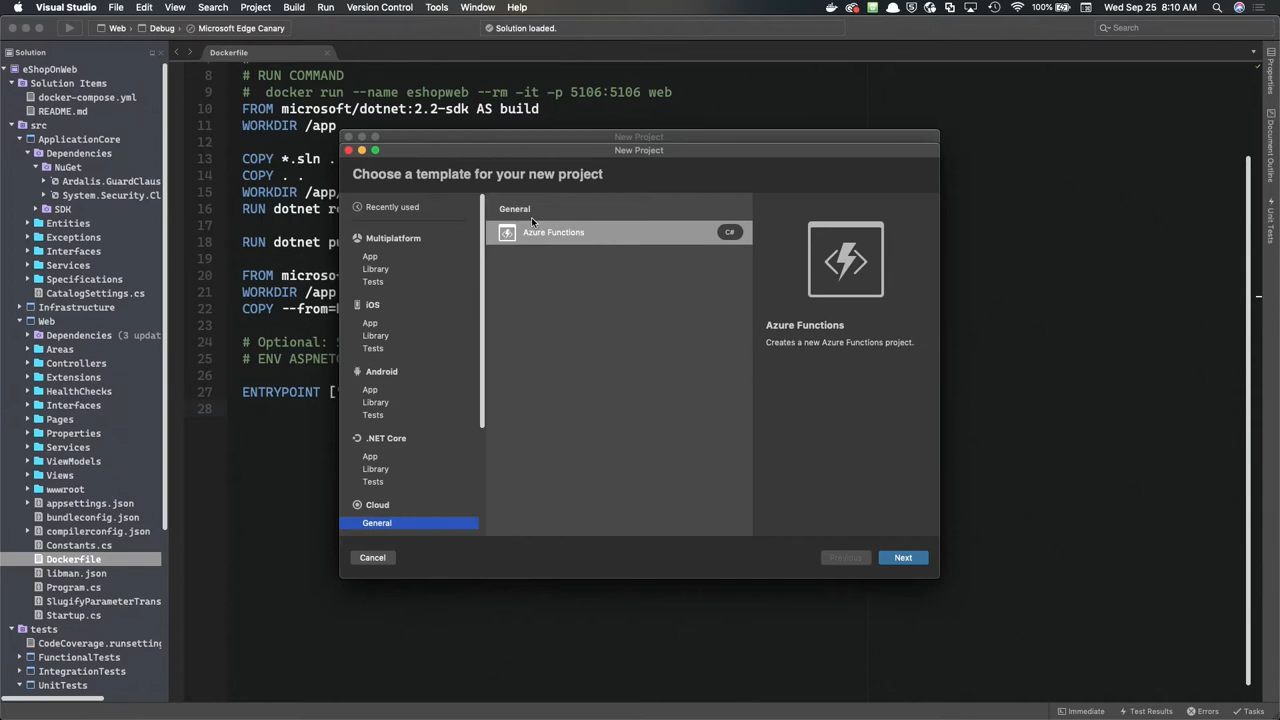 Visual Studio File Edit View Search Project Build Run Version Control Tools Window Help 100% Wed Sep 25 8:10 AM
Web Debug Microsoft Edge Canary Solution loaded. Search
Solution
Dockerfile
eShopOnWeb
Solution Items
docker-compose.yml
README.md
src
ApplicationCore
Dependencies
NuGet
Ardalis.GuardClaus
System.Security.Cl
SDK
Entities
Exceptions
Interfaces
Services
Specifications
CatalogSettings.cs
Infrastructure
Web
Dependencies (3 updat
Areas
Controllers
Extensions
HealthChecks
Interfaces
Pages
Properties
Services
ViewModels
Views
wwwroot
appsettings.json
bundleconfig.json
compilerconfig.json
Constants.cs
Dockerfile
libman.json
Program.cs
SlugifyParameterTrans
Startup.cs
tests
CodeCoverage.runsetting
FunctionalTests
IntegrationTests
UnitTests
8 # RUN COMMAND
9 # docker run --name eshopweb --rm -it -p 5106:5106 web
10 FROM microsoft/dotnet:2.2-sdk AS build
11 WORKDIR /app
12
13 COPY *.sln .
14 COPY . .
15 WORKDIR /app/
16 RUN dotnet re
17
18 RUN dotnet pu
19
20 FROM microso
21 WORKDIR /app
22 COPY --from=b
23
24 # Optional: S
25 # ENV ASPNETC
26
27 ENTRYPOINT ["
28
New Project
New Project
Choose a template for your new project
Recently used
Multiplatform
App
Library
Tests
iOS
App
Library
Tests
Android
App
Library
Tests
.NET Core
App
Library
Tests
Cloud
General
General
Azure Functions C#
Azure Functions
Creates a new Azure Functions project.
Cancel Previous Next
Properties
Document Outline
Unit Tests
Immediate Test Results Errors Tasks